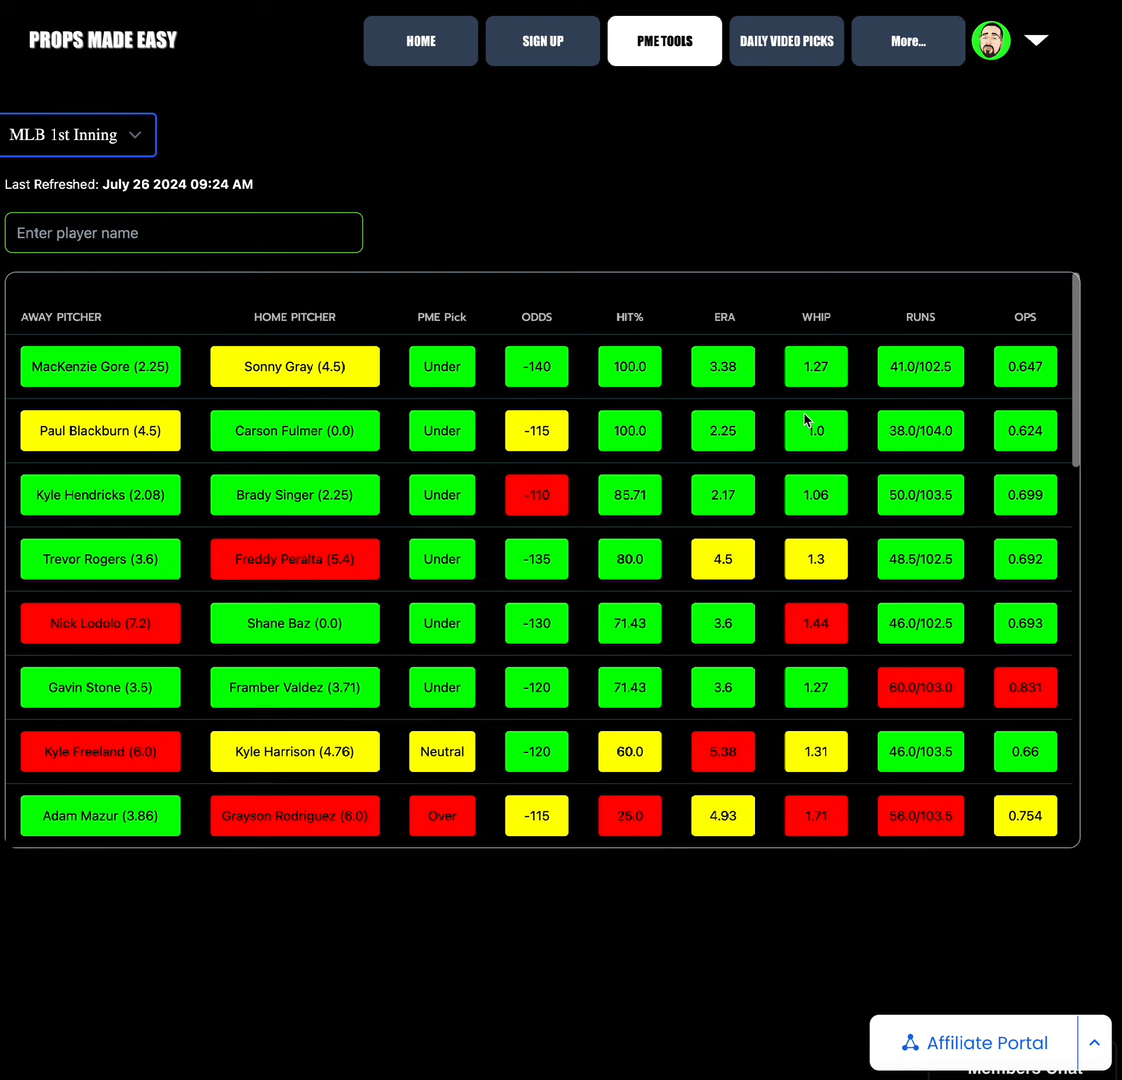 PROPS MADE EASY
HOME SIGN UP PME TOOLS DAILY VIDEO PICKS More...
MLB 1st Inning
Last Refreshed: July 26 2024 09:24 AM
Enter player name
AWAY PITCHER HOME PITCHER PME Pick ODDS HIT% ERA WHIP RUNS OPS
MacKenzie Gore (2.25) Sonny Gray (4.5) Under -140 100.0 3.38 1.27 41.0/102.5 0.647
Paul Blackburn (4.5) Carson Fulmer (0.0) Under -115 100.0 2.25 1.0 38.0/104.0 0.624
Kyle Hendricks (2.08) Brady Singer (2.25) Under -110 85.71 2.17 1.06 50.0/103.5 0.699
Trevor Rogers (3.6) Freddy Peralta (5.4) Under -135 80.0 4.5 1.3 48.5/102.5 0.692
Nick Lodolo (7.2) Shane Baz (0.0) Under -130 71.43 3.6 1.44 46.0/102.5 0.693
Gavin Stone (3.5) Framber Valdez (3.71) Under -120 71.43 3.6 1.27 60.0/103.0 0.831
Kyle Freeland (6.0) Kyle Harrison (4.76) Neutral -120 60.0 5.38 1.31 46.0/103.5 0.66
Adam Mazur (3.86) Grayson Rodriguez (6.0) Over -115 25.0 4.93 1.71 56.0/103.5 0.754
Affiliate Portal
Members Chat